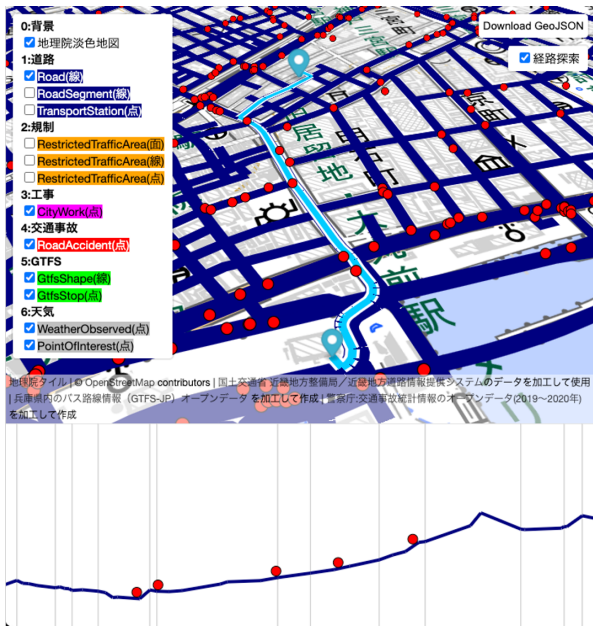 0:背景
地理院淡色地図
1:道路
Road(線)
RoadSegment(線)
TransportStation(点)
2:規制
RestrictedTrafficArea(面)
RestrictedTrafficArea(線)
RestrictedTrafficArea(点)
3:工事
CityWork(点)
4:交通事故
RoadAccident(点)
5:GTFS
GtfsShape(線)
GtfsStop(点)
6:天気
WeatherObserved(点)
PointOfInterest(点)
Download GeoJSON
経路探索
旧居留地
明石町
駅
地理院タイル | © OpenStreetMap contributors | 国土交通省 近畿地方整備局／近畿地方道路情報提供システムのデータを加工して使用
| 兵庫県内のバス路線情報（GTFS-JP）オープンデータ を加工して作成 | 警察庁:交通事故統計情報のオープンデータ(2019～2020年)
を加工して作成